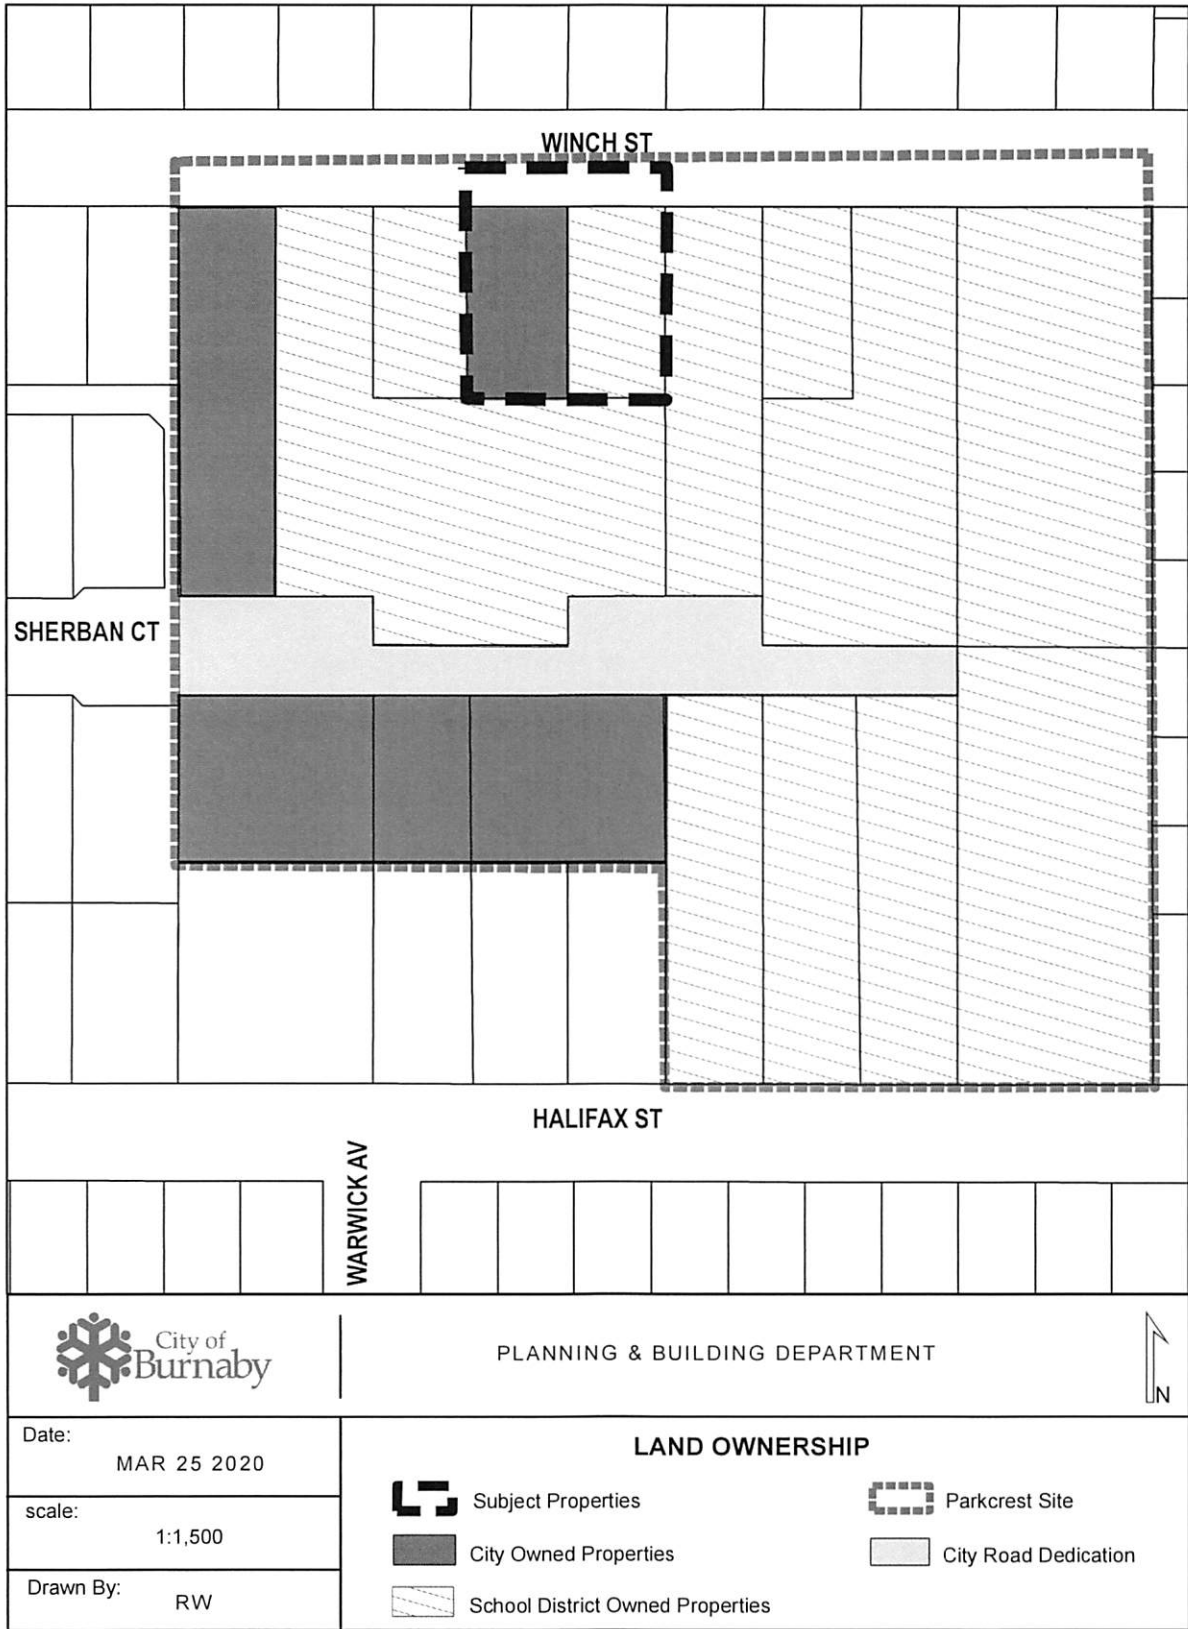 WINCH ST
SHERBAN CT
HALIFAX ST
WARWICK AV
City of
Burnaby
PLANNING & BUILDING DEPARTMENT
N
Date:
MAR 25 2020
scale:
1:1,500
Drawn By:
RW
LAND OWNERSHIP
Subject Properties
Parkcrest Site
City Owned Properties
City Road Dedication
School District Owned Properties